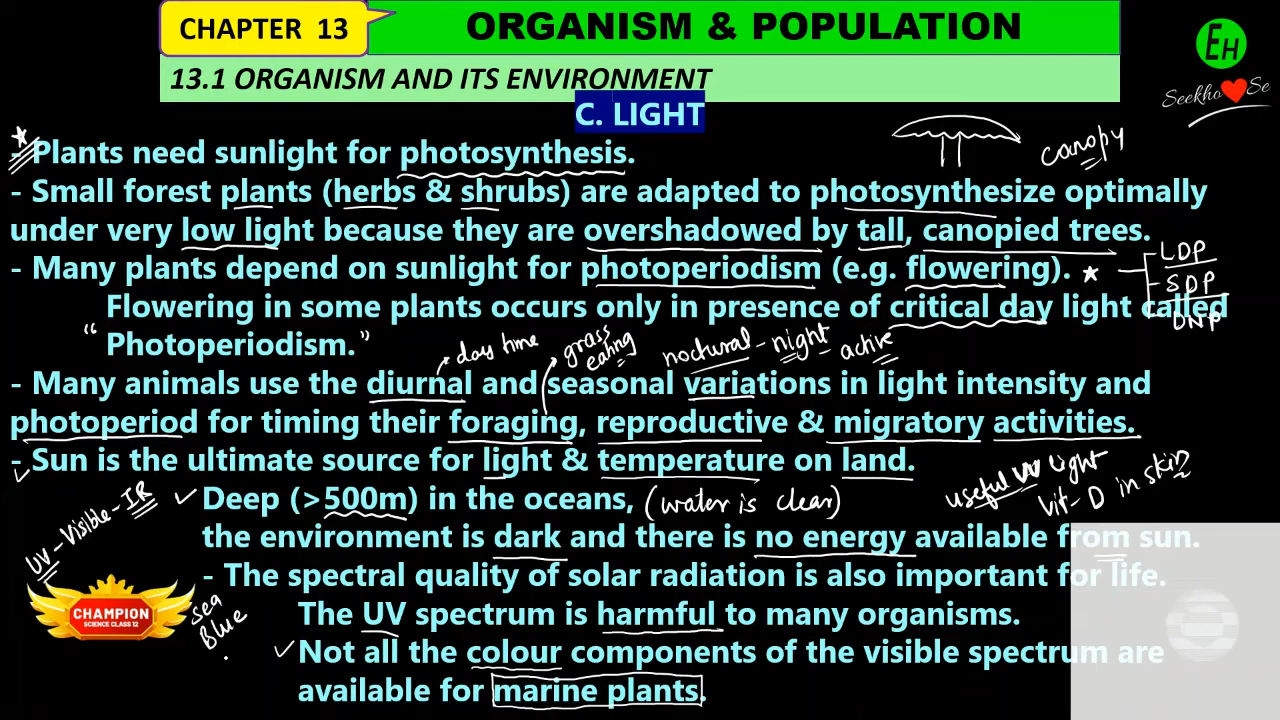 CHAPTER 13
ORGANISM & POPULATION
EH
Seekho Se
13.1 ORGANISM AND ITS ENVIRONMENT
C. LIGHT
canopy
- Plants need sunlight for photosynthesis.
- Small forest plants (herbs & shrubs) are adapted to photosynthesize optimally
under very low light because they are overshadowed by tall, canopied trees.
- Many plants depend on sunlight for photoperiodism (e.g. flowering).
LDP
SDP
DNP
Flowering in some plants occurs only in presence of critical day light called
" Photoperiodism. "
day time
grass eating
noctural - night active
- Many animals use the diurnal and seasonal variations in light intensity and
photoperiod for timing their foraging, reproductive & migratory activities.
- Sun is the ultimate source for light & temperature on land.
useful UV light
Vit-D in skin
Deep (>500m) in the oceans, (water is clear)
UV - Visible - IR
the environment is dark and there is no energy available from sun.
- The spectral quality of solar radiation is also important for life.
CHAMPION
SCIENCE CLASS 12
sea
Blue
The UV spectrum is harmful to many organisms.
Not all the colour components of the visible spectrum are
available for marine plants.